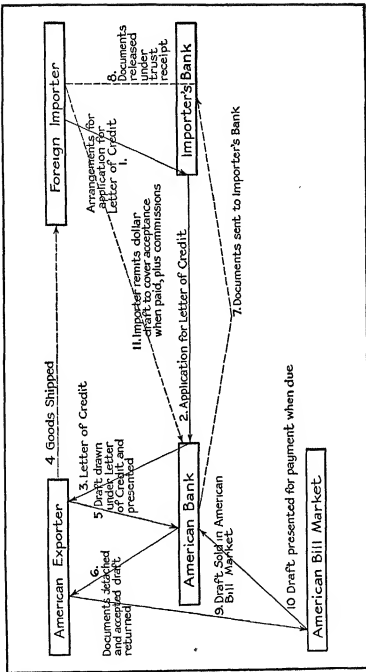 Foreign Importer
8.
Documents
released
under
trust
receipt
Importer's Bank
Arrangements for
application for
Letter of Credit
1.
11. Importer remits dollar
draft to cover acceptance
when paid, plus commissions
2. Application for Letter of Credit
7. Documents sent to Importer's Bank
4 Goods Shipped
3. Letter of Credit
5 Draft drawn
under Letter
of Credit and
presented
American Exporter
6.
Documents detached
and accepted draft
returned
American Bank
9. Draft Sold in American
Bill Market
10 Draft presented for payment when due
American Bill Market